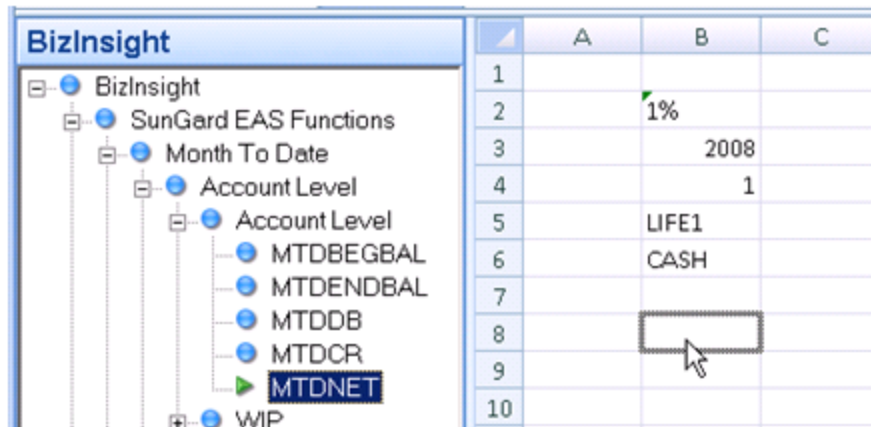 BizInsight
BizInsight
SunGard EAS Functions
Month To Date
Account Level
Account Level
MTDBEGBAL
MTDENDBAL
MTDDB
MTDCR
MTDNET
WIP
A B C
1
2 1%
3 2008
4 1
5 LIFE1
6 CASH
7
8
9
10